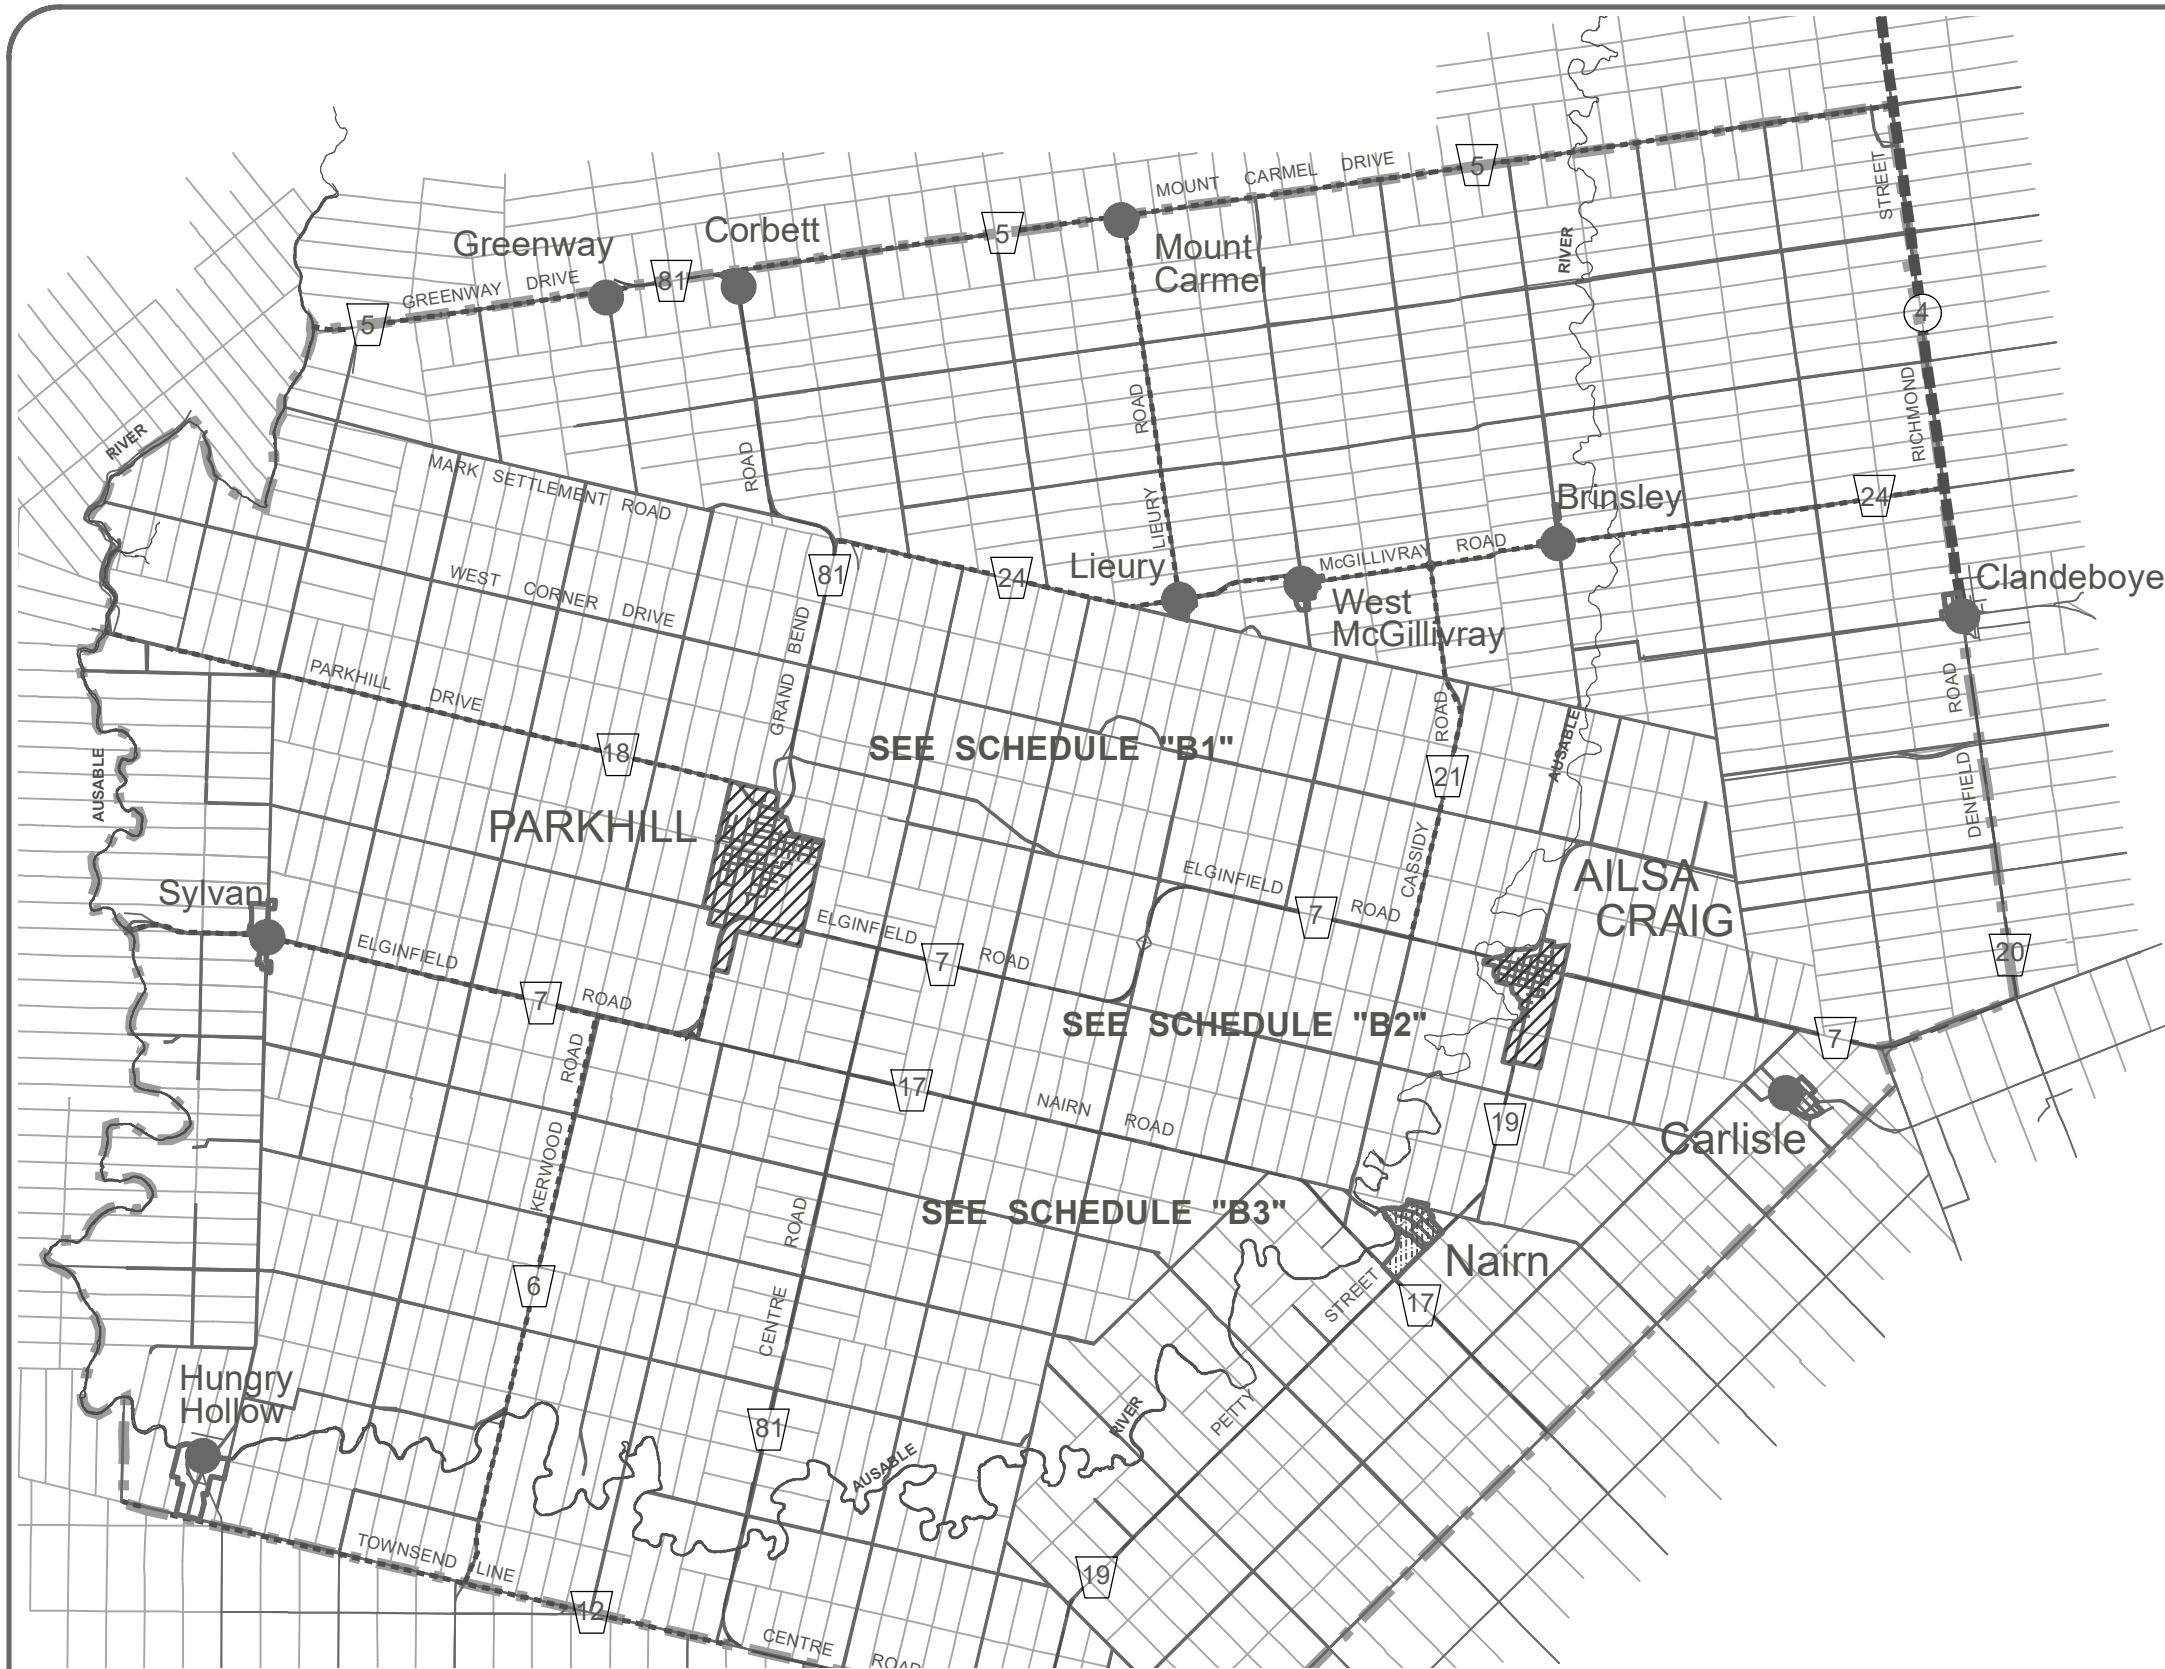 MOUNT CARMEL DRIVE
5
STREET
Corbett
5
Greenway
Mount
Carmel
RIVER
81
GREENWAY DRIVE
5
4
ROAD
RICHMOND
RIVER
MARK SETTLEMENT ROAD
ROAD
LIEURY
Brinsley
24
McGILLIVRAY ROAD
Lieury
24
81
WEST CORNER DRIVE
West
McGillivray
Clandeboye
BEND
GRAND
PARKHILL DRIVE
ROAD
ROAD
18
SEE SCHEDULE "B1"
21
AUSABLE
AUSABLE
DENFIELD
PARKHILL
CASSIDY
AILSA
CRAIG
Sylvan
ELGINFIELD ROAD
7
ELGINFIELD ROAD
7
20
ELGINFIELD ROAD
7
SEE SCHEDULE "B2"
7
ROAD
17
NAIRN ROAD
19
Carlisle
KERWOOD
ROAD
SEE SCHEDULE "B3"
Nairn
6
STREET
17
CENTRE
Hungry
Hollow
81
RIVER
PETTY
AUSABLE
TOWNSEND LINE
19
12
CENTRE ROAD